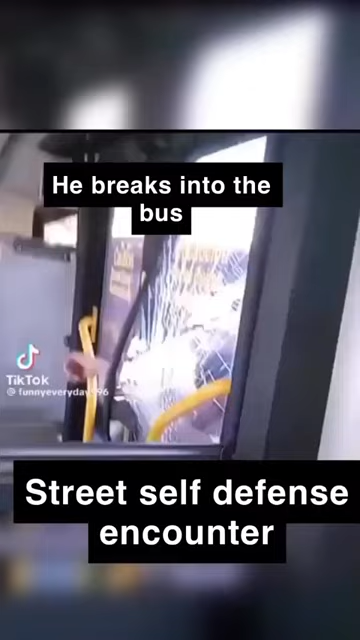 He breaks into the
bus
TikTok
Street self defense
encounter